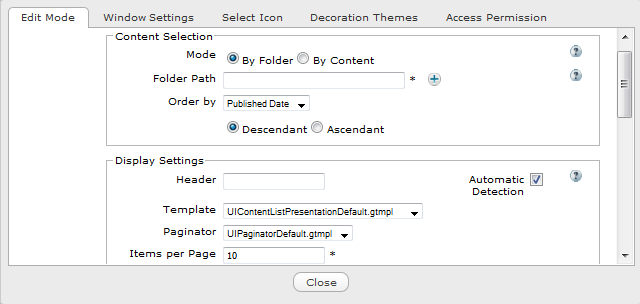 Edit Mode Window Settings Select Icon Decoration Themes Access Permission
Content Selection
Mode By Folder By Content
Folder Path *
Order by Published Date
Descendant Ascendant
Display Settings
Header Automatic
Detection
Template UIContentListPresentationDefault.gtmpl
Paginator UIPaginatorDefault.gtmpl
Items per Page 10 *
Close